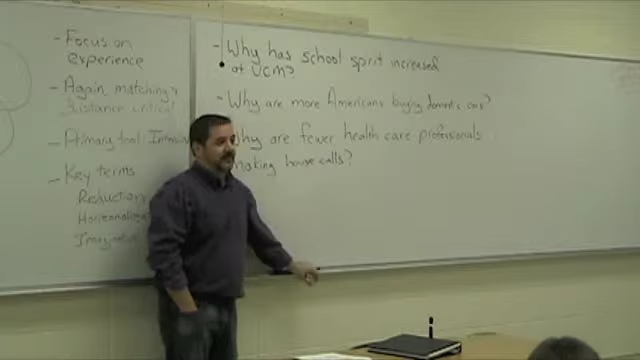 - Focus on
experience
- Again matching?
distance critical
- Primary tool
- Key terms
Reduction
- Why has school spirit increased
at UCM?
- Why are more Americans buying domestic cars?
Why are fewer health care professionals
making house calls?